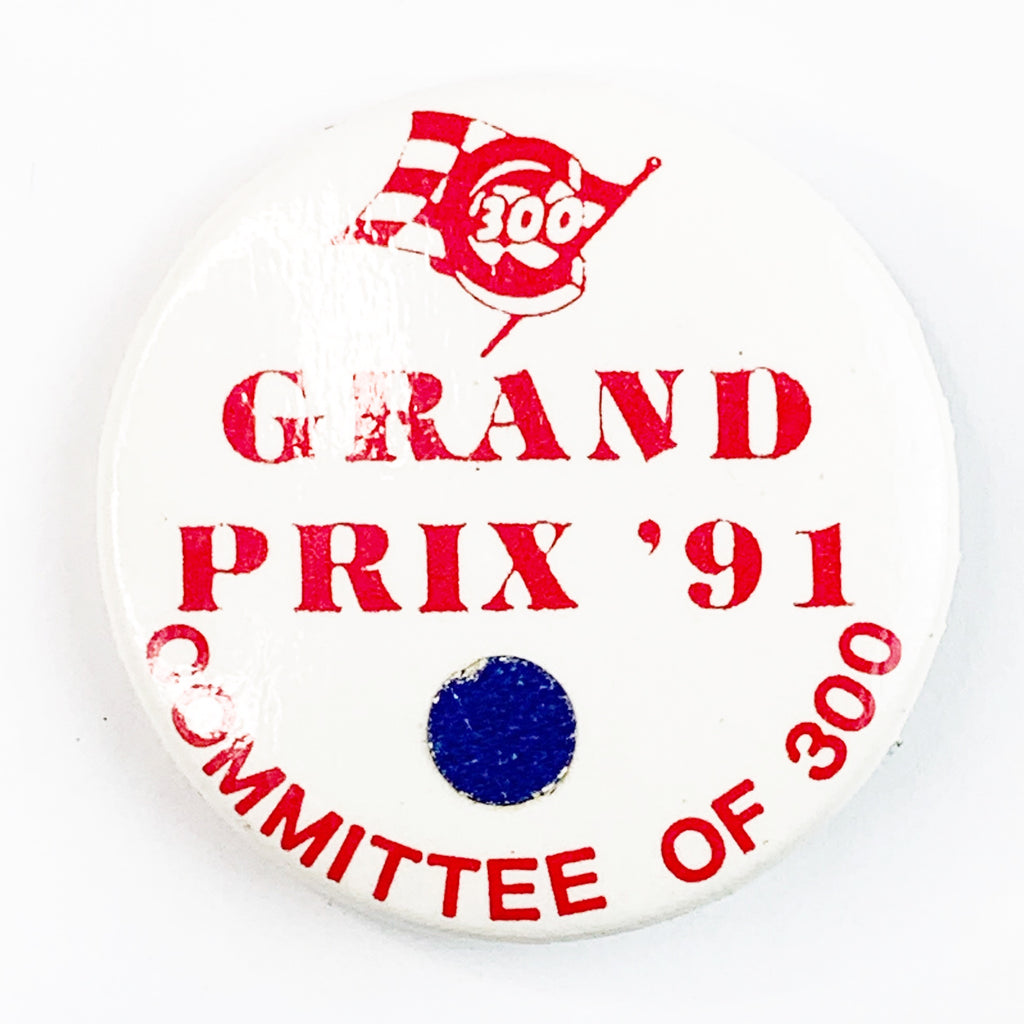 300
GRAND
PRIX '91
COMMITTEE OF 300